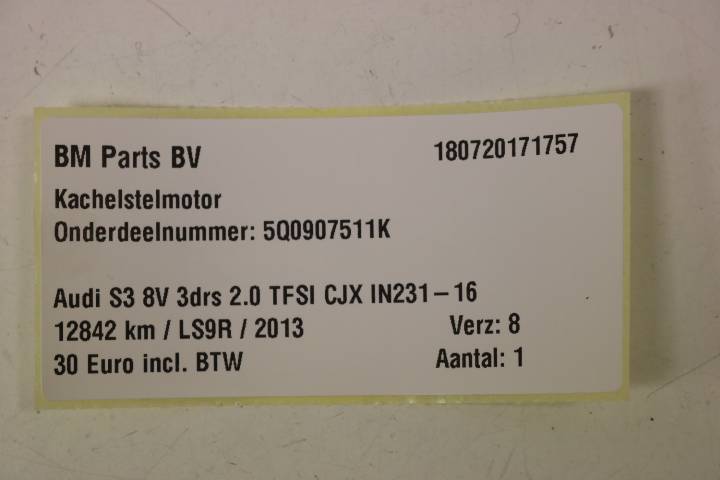 BM Parts BV 180720171757
Kachelstelmotor
Onderdeelnummer: 5Q0907511K
Audi S3 8V 3drs 2.0 TFSI CJX IN231-16
12842 km / LS9R / 2013 Verz: 8
30 Euro incl. BTW Aantal: 1